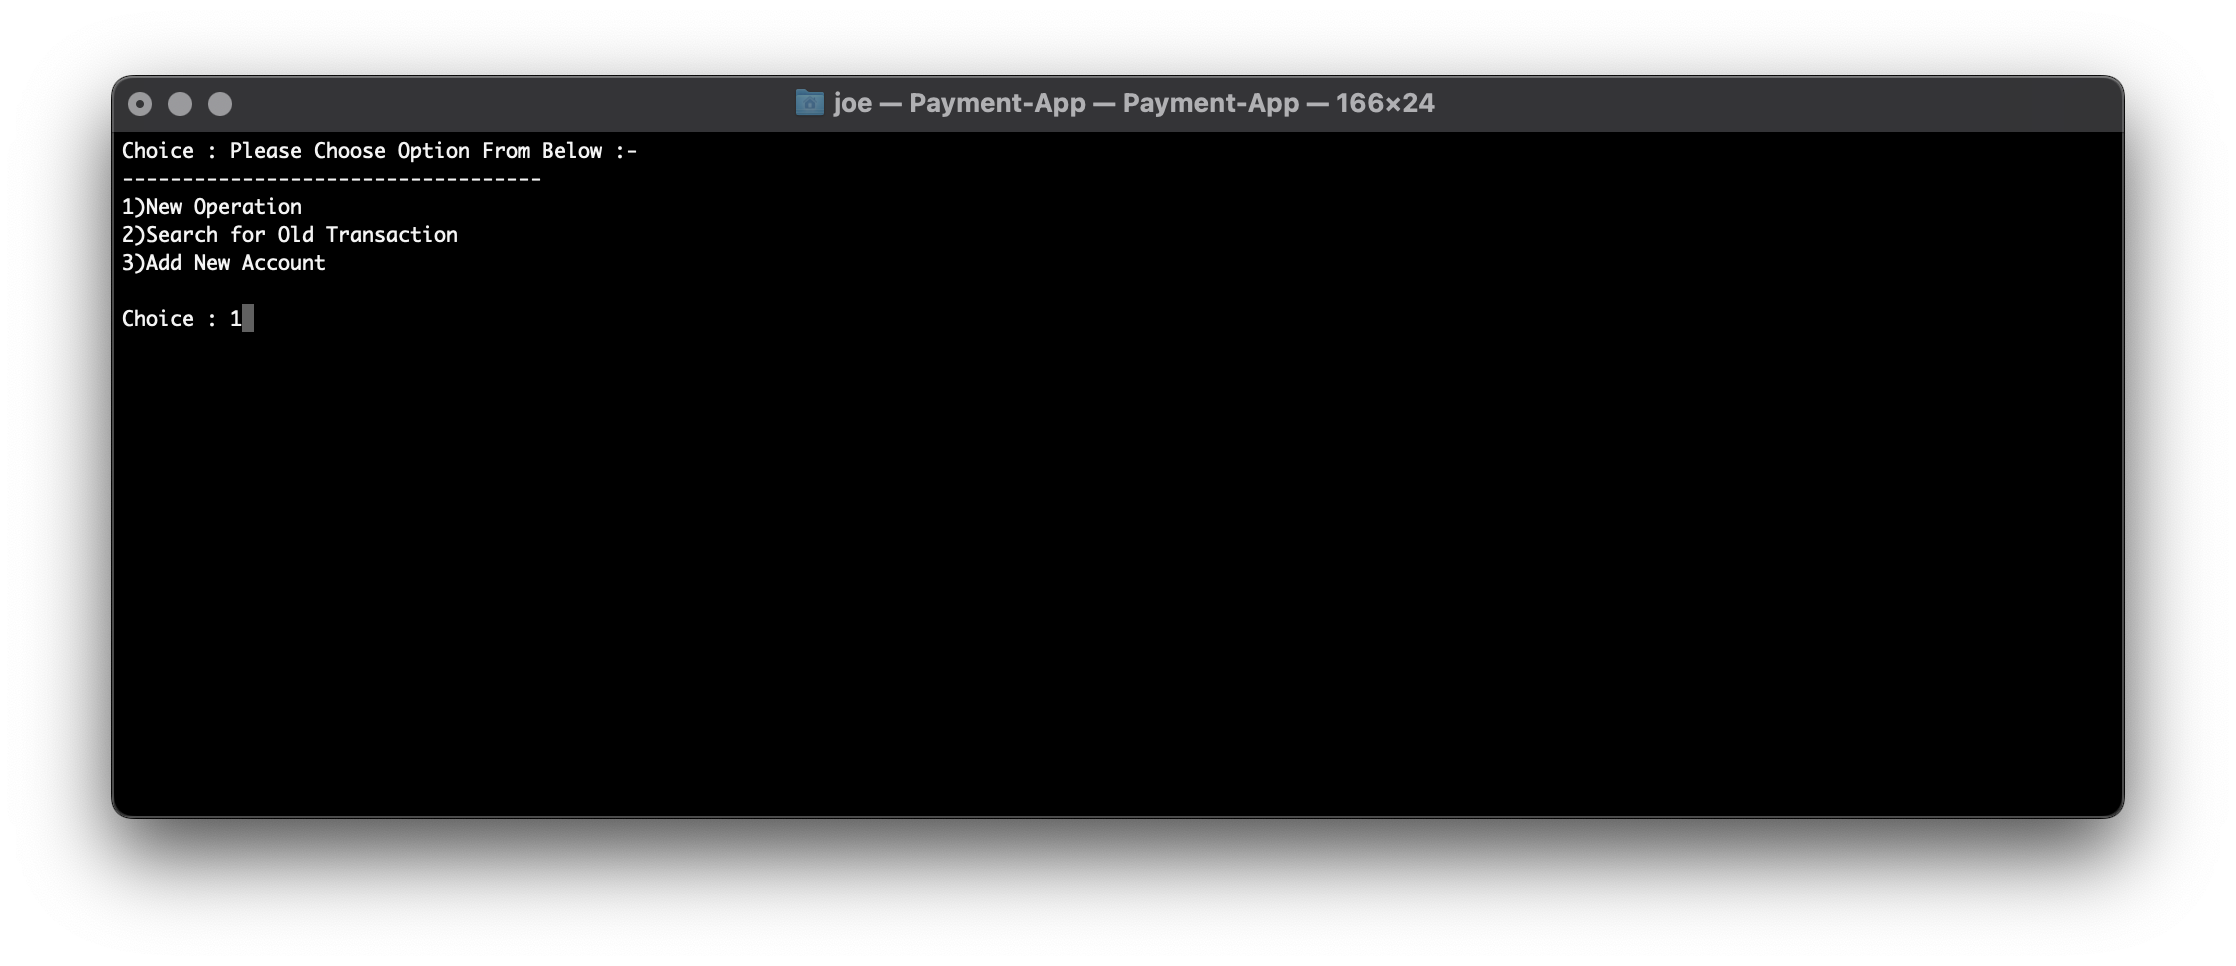 joe — Payment-App — Payment-App — 166×24
Choice : Please Choose Option From Below :-
-----------------------------------
1)New Operation
2)Search for Old Transaction
3)Add New Account
Choice : 1